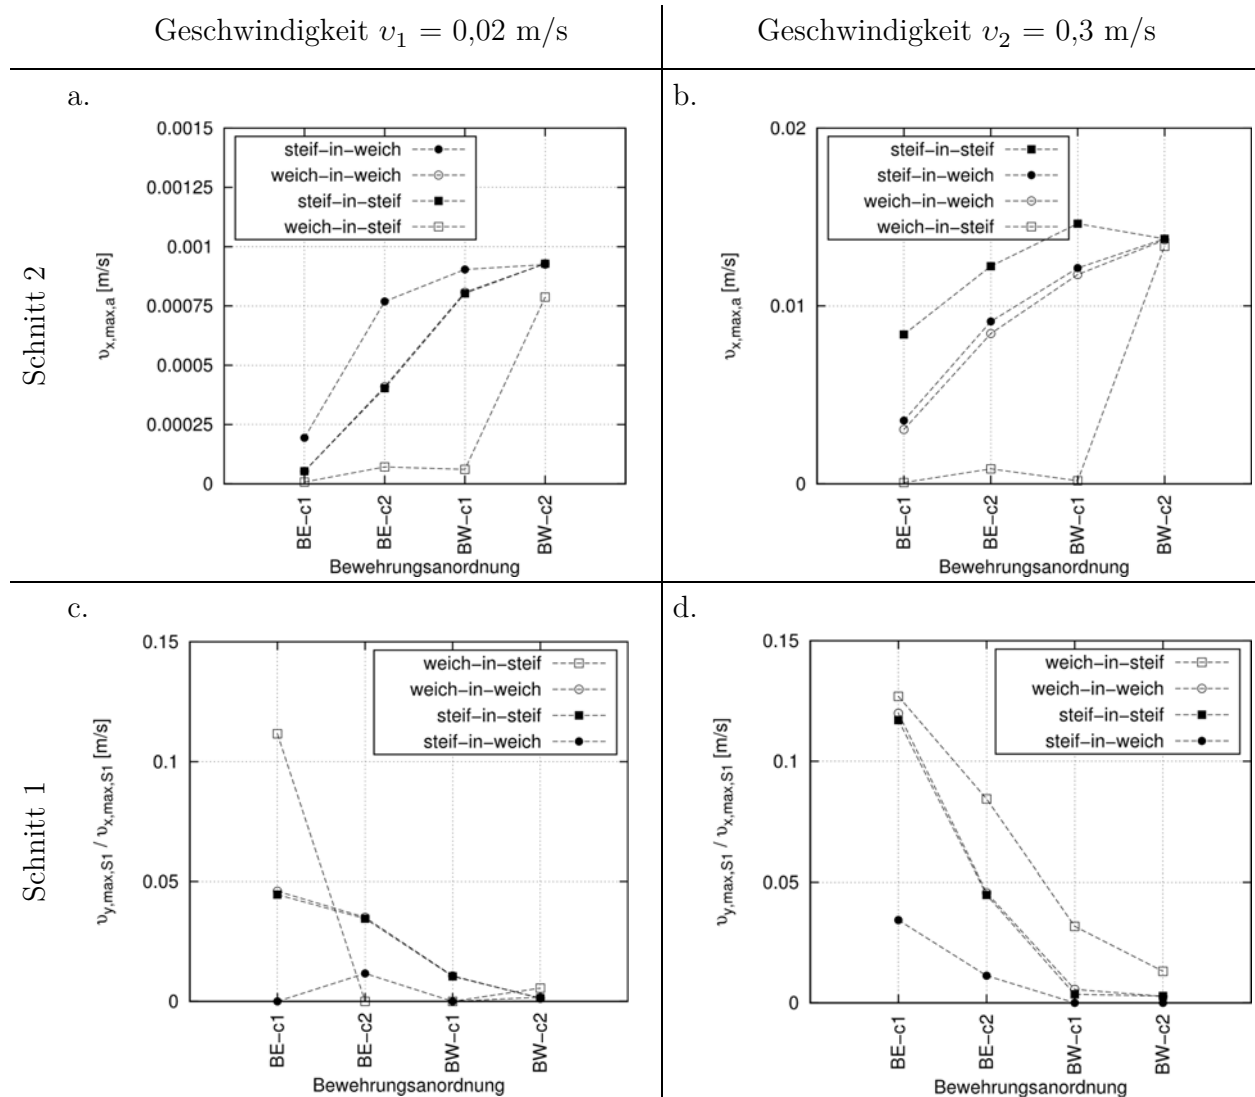 Geschwindigkeit υ₁ = 0,02 m/s
Geschwindigkeit υ₂ = 0,3 m/s
Schnitt 2
a.
0.0015
0.00125
0.001
0.00075
0.0005
0.00025
0
υx,max,a [m/s]
steif-in-weich
weich-in-weich
steif-in-steif
weich-in-steif
BE-c1
BE-c2
BW-c1
BW-c2
Bewehrungsanordnung
b.
0.02
0.01
0
υx,max,a [m/s]
steif-in-steif
steif-in-weich
weich-in-weich
weich-in-steif
BE-c1
BE-c2
BW-c1
BW-c2
Bewehrungsanordnung
Schnitt 1
c.
0.15
0.1
0.05
0
υy,max,S1 / υx,max,S1 [m/s]
weich-in-steif
weich-in-weich
steif-in-steif
steif-in-weich
BE-c1
BE-c2
BW-c1
BW-c2
Bewehrungsanordnung
d.
0.15
0.1
0.05
0
υy,max,S1 / υx,max,S1 [m/s]
weich-in-steif
weich-in-weich
steif-in-steif
steif-in-weich
BE-c1
BE-c2
BW-c1
BW-c2
Bewehrungsanordnung